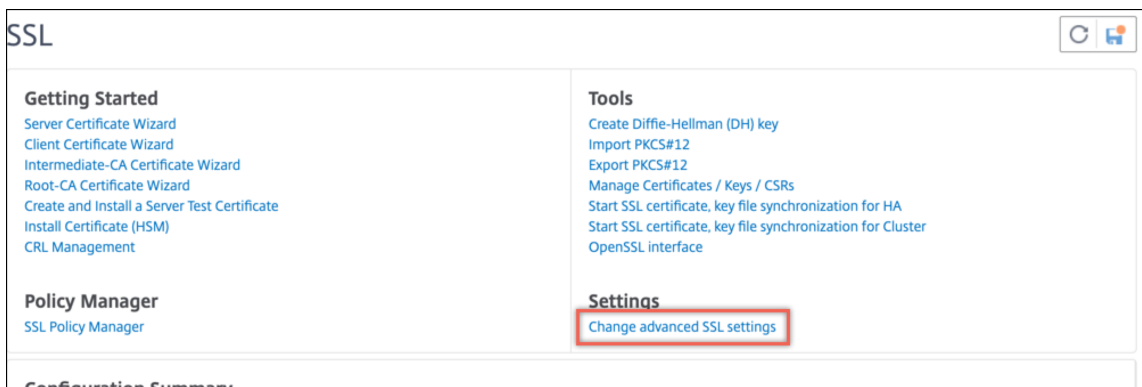 SSL
Getting Started
Server Certificate Wizard
Client Certificate Wizard
Intermediate-CA Certificate Wizard
Root-CA Certificate Wizard
Create and Install a Server Test Certificate
Install Certificate (HSM)
CRL Management
Tools
Create Diffie-Hellman (DH) key
Import PKCS#12
Export PKCS#12
Manage Certificates / Keys / CSRs
Start SSL certificate, key file synchronization for HA
Start SSL certificate, key file synchronization for Cluster
OpenSSL interface
Policy Manager
SSL Policy Manager
Settings
Change advanced SSL settings
Configuration Summary